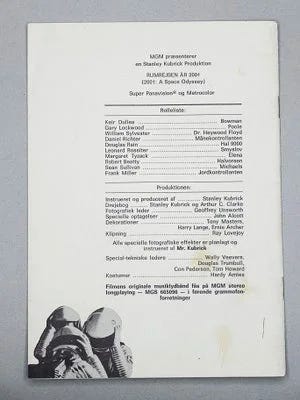 MGM præsenterer
en Stanley Kubrick Produktion
RUMREJSEN ÅR 2001
(2001: A Space Odyssey)
Super Panavision® og Metrocolor
Rolleliste:
Keir Dullea Bowman
Gary Lockwood Poole
William Sylvester Dr. Heywood Floyd
Daniel Richter Månekontrollanten
Douglas Rain Hal 9000
Leonard Rossiter Smyslov
Margaret Tyzack Elena
Robert Beatty Halvorsen
Sean Sullivan Michaels
Frank Miller Jordkontrollanten
Produktionen:
Instrueret og produceret af Stanley Kubrick
Drejebog Stanley Kubrick og Arthur C. Clarke
Fotografisk leder Geoffrey Unsworth
Specielle optagelser John Alcott
Dekorationer Tony Masters,
Harry Lange, Ernie Archer
Klipning Ray Lovejoy
Alle specielle fotografiske effekter er planlagt og
instrueret af Mr. Kubrick
Special-tekniske ledere Wally Veevers,
Douglas Trumbull,
Con Pederson, Tom Howard
Kostumer Hardy Amies
Filmens originale musiklydbånd fås på MGM stereo
longplaying — MGS 665096 — i førende grammofon-
forretninger